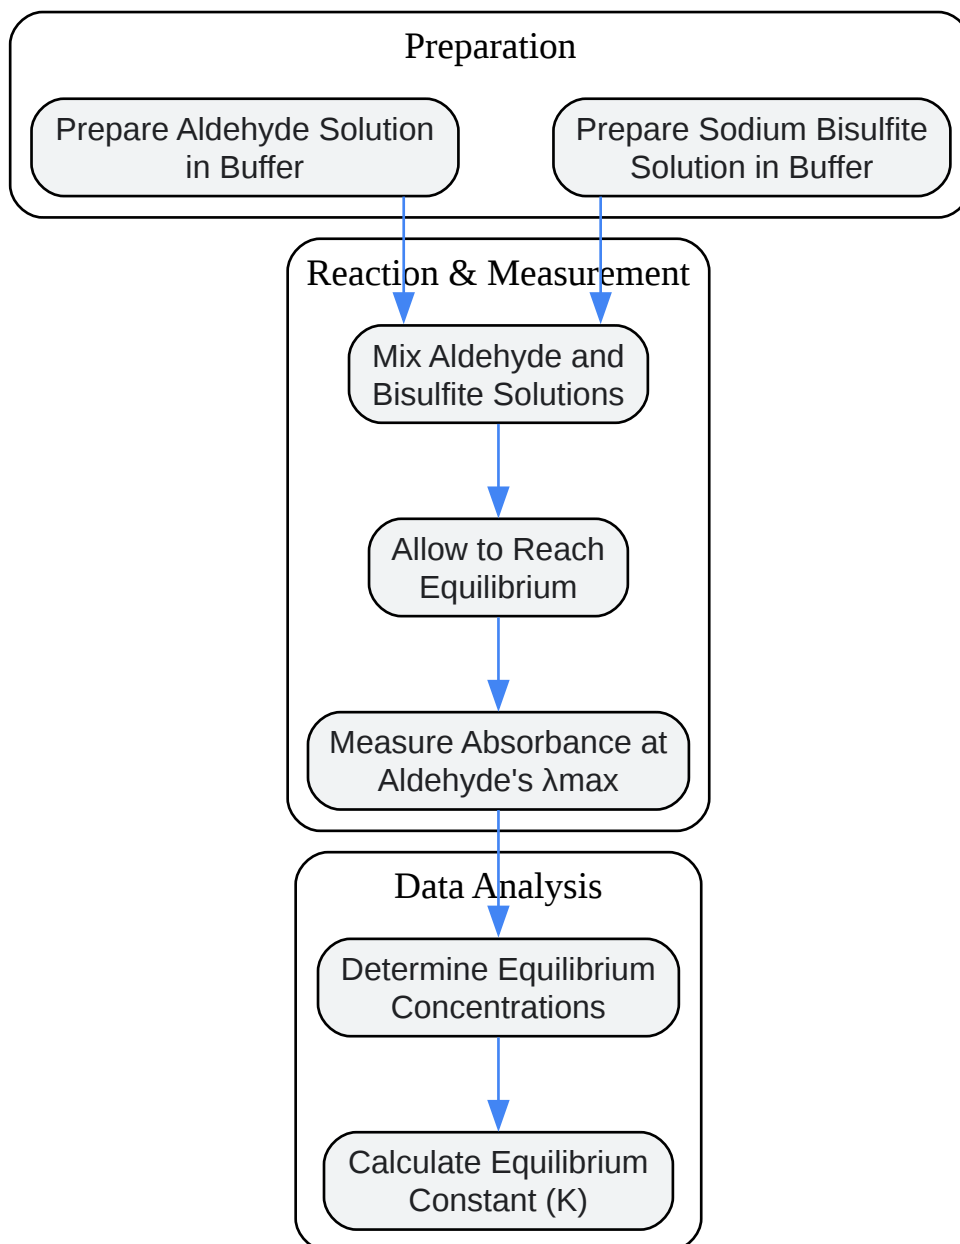 Preparation
Prepare Aldehyde Solution
in Buffer
Prepare Sodium Bisulfite
Solution in Buffer
Reaction & Measurement
Mix Aldehyde and
Bisulfite Solutions
Allow to Reach
Equilibrium
Measure Absorbance at
Aldehyde's λmax
Data Analysis
Determine Equilibrium
Concentrations
Calculate Equilibrium
Constant (K)